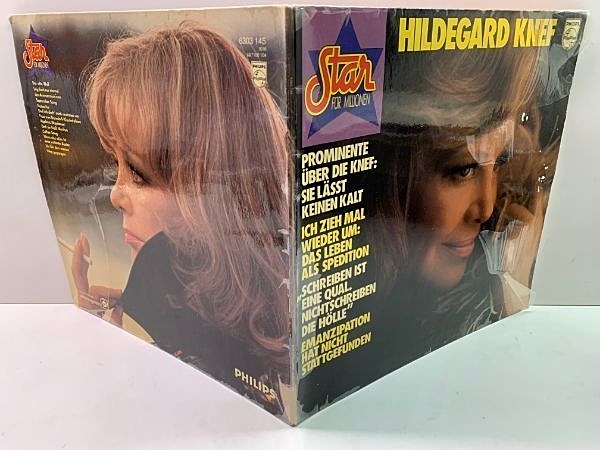 6303 145
PHILIPS
Star
FÜR MILLIONEN
PHILIPS
HILDEGARD KNEF
PHILIPS
Star
FÜR MILLIONEN
PROMINENTE
ÜBER DIE KNEF:
SIE LÄSST
KEINEN KALT
ICH ZIEH MAL
WIEDER UM:
DAS LEBEN
ALS SPEDITION
„SCHREIBEN IST
EINE QUAL,
NICHTSCHREIBEN
DIE HÖLLE”
EMANZIPATION
HAT NICHT
STATTGEFUNDEN